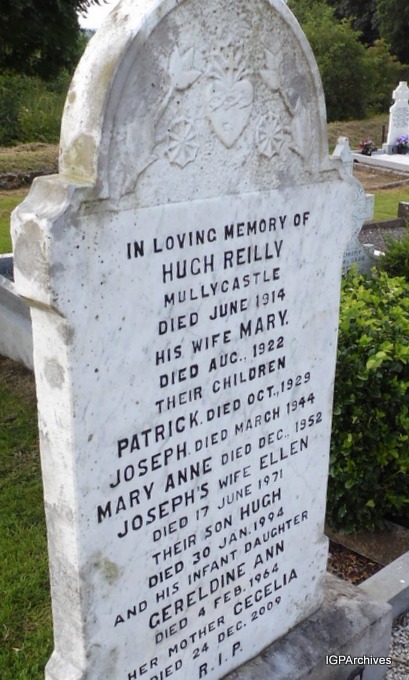 IN LOVING MEMORY OF
HUGH REILLY
MULLYCASTLE
DIED JUNE 1914
HIS WIFE MARY.
DIED AUG., 1922
THEIR CHILDREN
PATRICK. DIED OCT., 1929
JOSEPH. DIED MARCH 1944
MARY ANNE DIED DEC., 1952
JOSEPH'S WIFE ELLEN
DIED 17 JUNE 1971
THEIR SON HUGH
DIED 30 JAN. 1994
AND HIS INFANT DAUGHTER
GERELDINE ANN
DIED 4 FEB. 1964
HER MOTHER CECELIA
DIED 24 DEC. 2009
R.I.P
IGPArchives